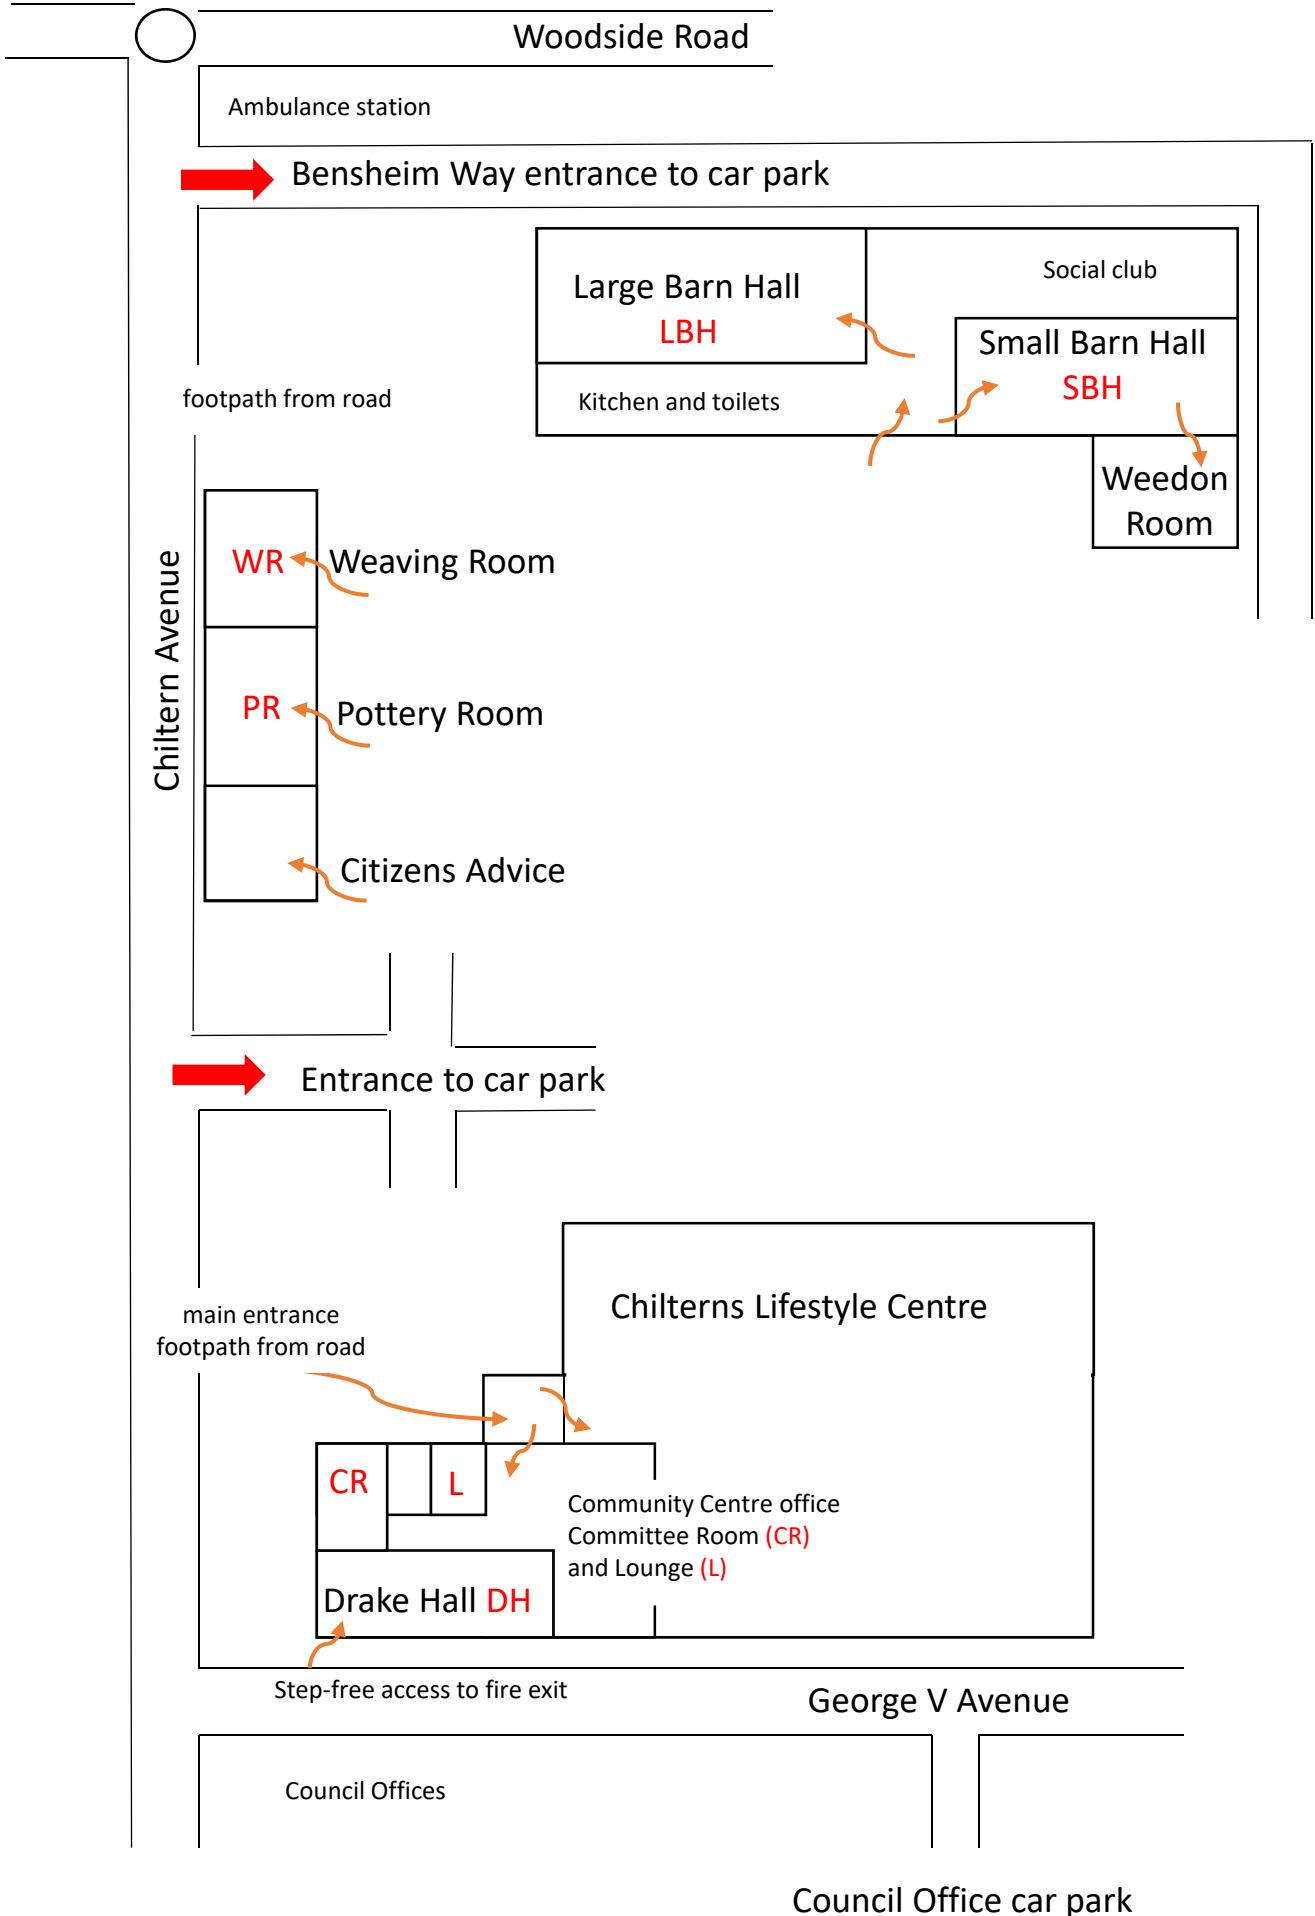 Woodside Road
Ambulance station
Bensheim Way entrance to car park
Social club
Large Barn Hall
LBH
Small Barn Hall
SBH
footpath from road
Kitchen and toilets
Weedon
Room
WR
Weaving Room
Chiltern Avenue
PR
Pottery Room
Citizens Advice
Entrance to car park
Chilterns Lifestyle Centre
main entrance
footpath from road
CR
L
Community Centre office
Committee Room (CR)
and Lounge (L)
Drake Hall DH
Step-free access to fire exit
George V Avenue
Council Offices
Council Office car park